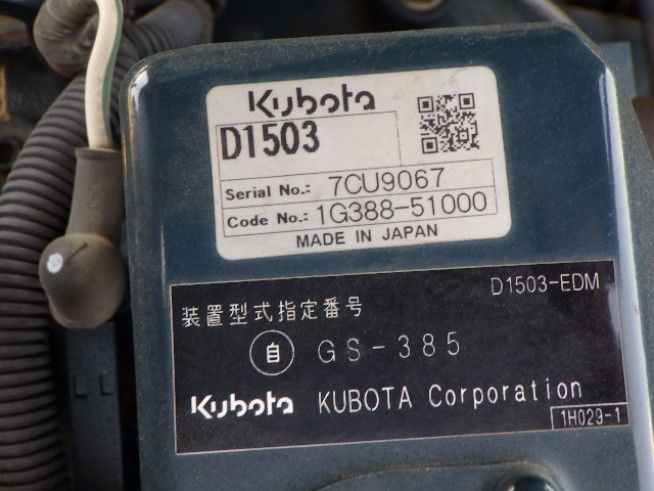 Kubota
D1503
Serial No.: 7CU9067
Code No.: 1G388-51000
MADE IN JAPAN
D1503-EDM
装置型式指定番号
自 GS-385
Kubota KUBOTA Corporation
1H029-1